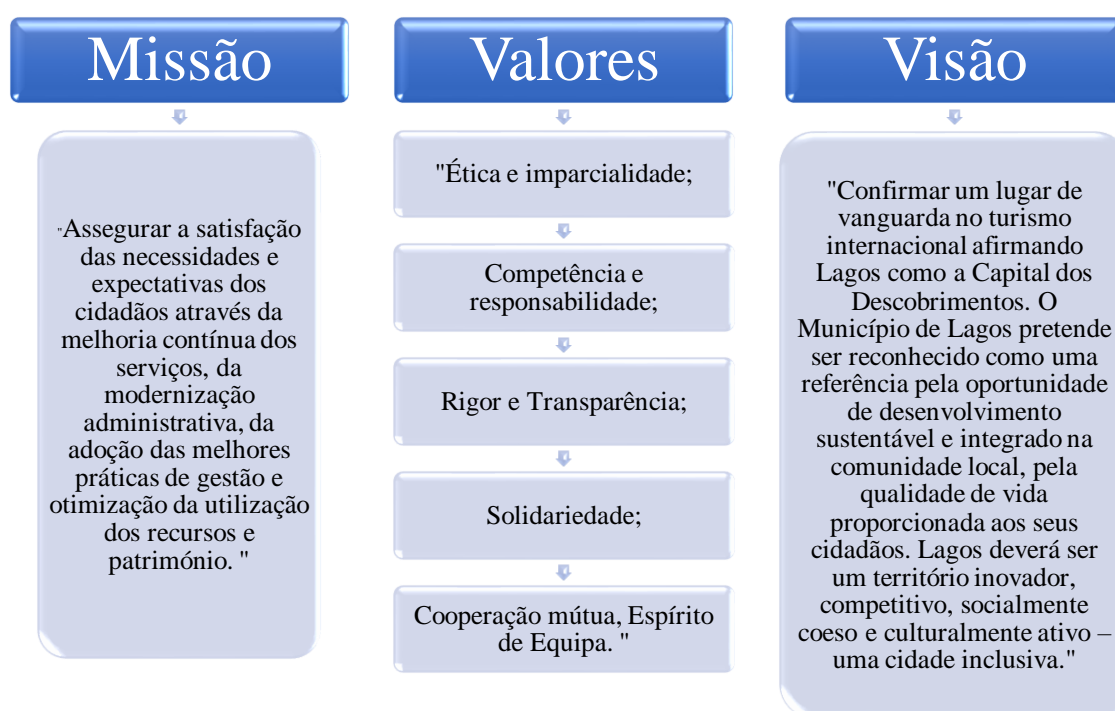 Missão
"Assegurar a satisfação
das necessidades e
expectativas dos
cidadãos através da
melhoria contínua dos
serviços, da
modernização
administrativa, da
adoção das melhores
práticas de gestão e
otimização da utilização
dos recursos e
património. "
Valores
"Ética e imparcialidade;
Competência e
responsabilidade;
Rigor e Transparência;
Solidariedade;
Cooperação mútua, Espírito
de Equipa. "
Visão
"Confirmar um lugar de
vanguarda no turismo
internacional afirmando
Lagos como a Capital dos
Descobrimentos. O
Município de Lagos pretende
ser reconhecido como uma
referência pela oportunidade
de desenvolvimento
sustentável e integrado na
comunidade local, pela
qualidade de vida
proporcionada aos seus
cidadãos. Lagos deverá ser
um território inovador,
competitivo, socialmente
coeso e culturalmente ativo –
uma cidade inclusiva."